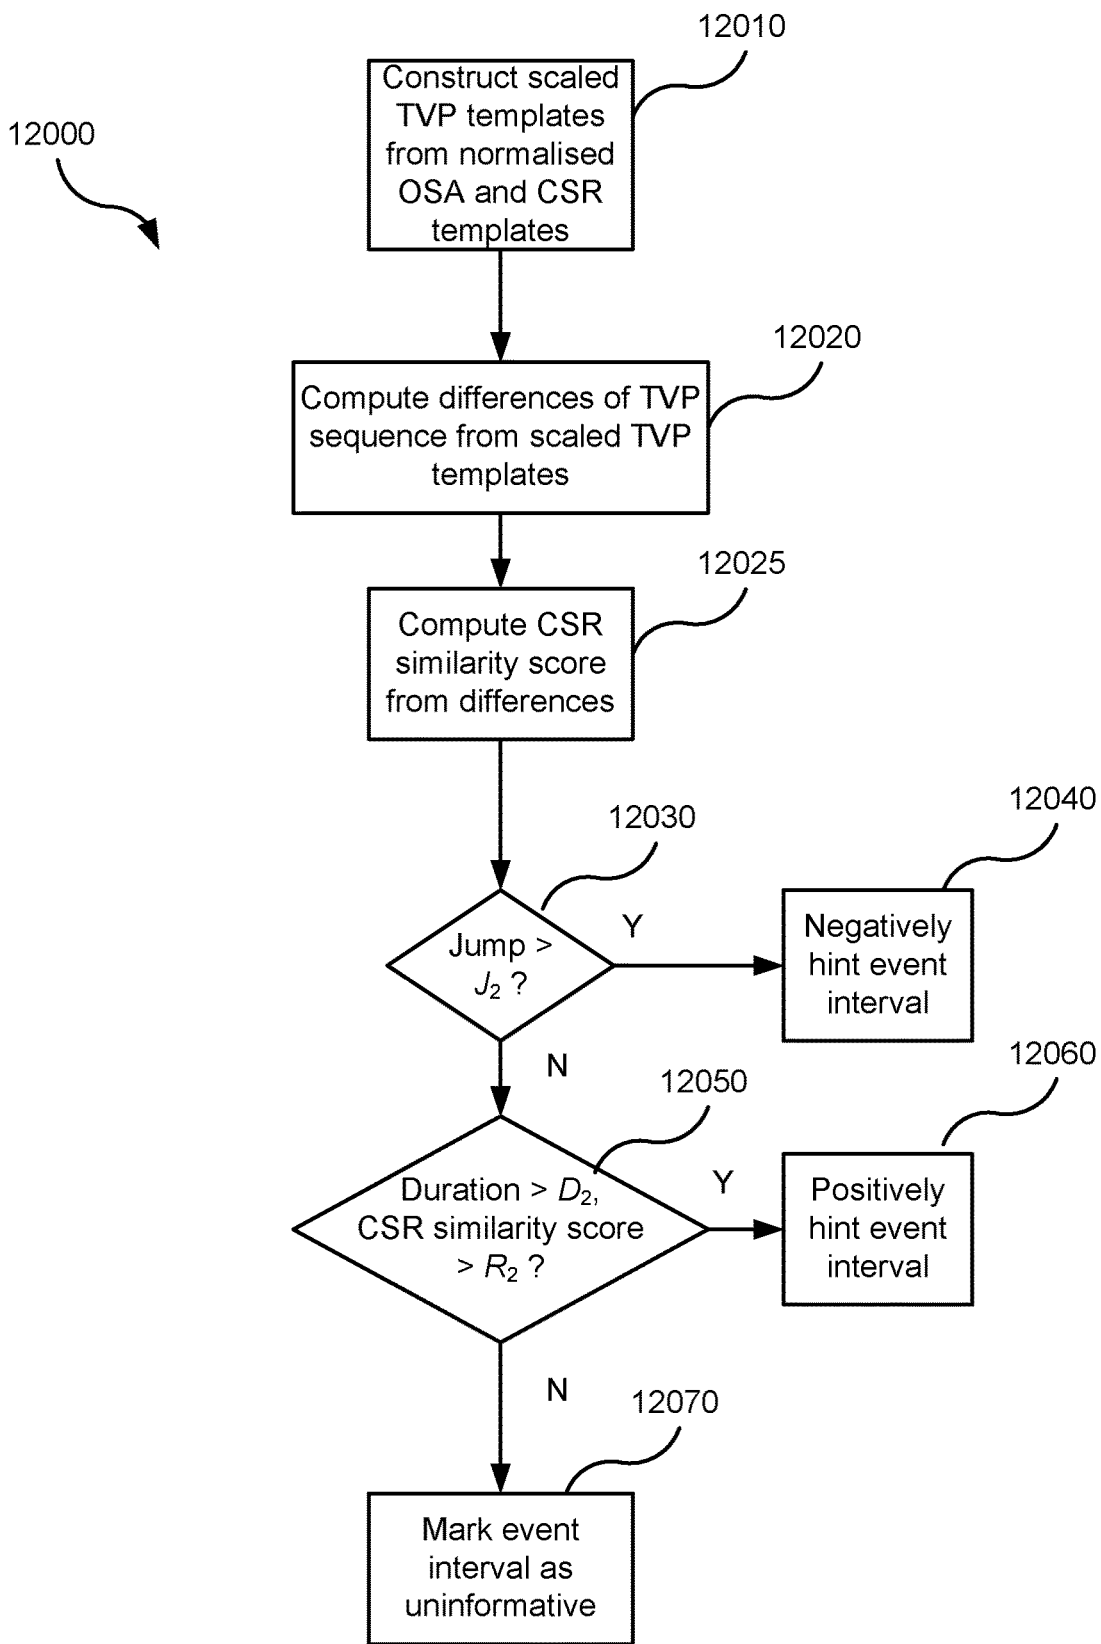 12010
Construct scaled
TVP templates
from normalised
OSA and CSR
templates
12000
12020
Compute differences of TVP
sequence from scaled TVP
templates
12025
Compute CSR
similarity score
from differences
12030
Jump >
J2 ?
Y
12040
Negatively
hint event
interval
N
12050
Duration > D2,
CSR similarity score
> R2 ?
Y
12060
Positively
hint event
interval
N
12070
Mark event
interval as
uninformative